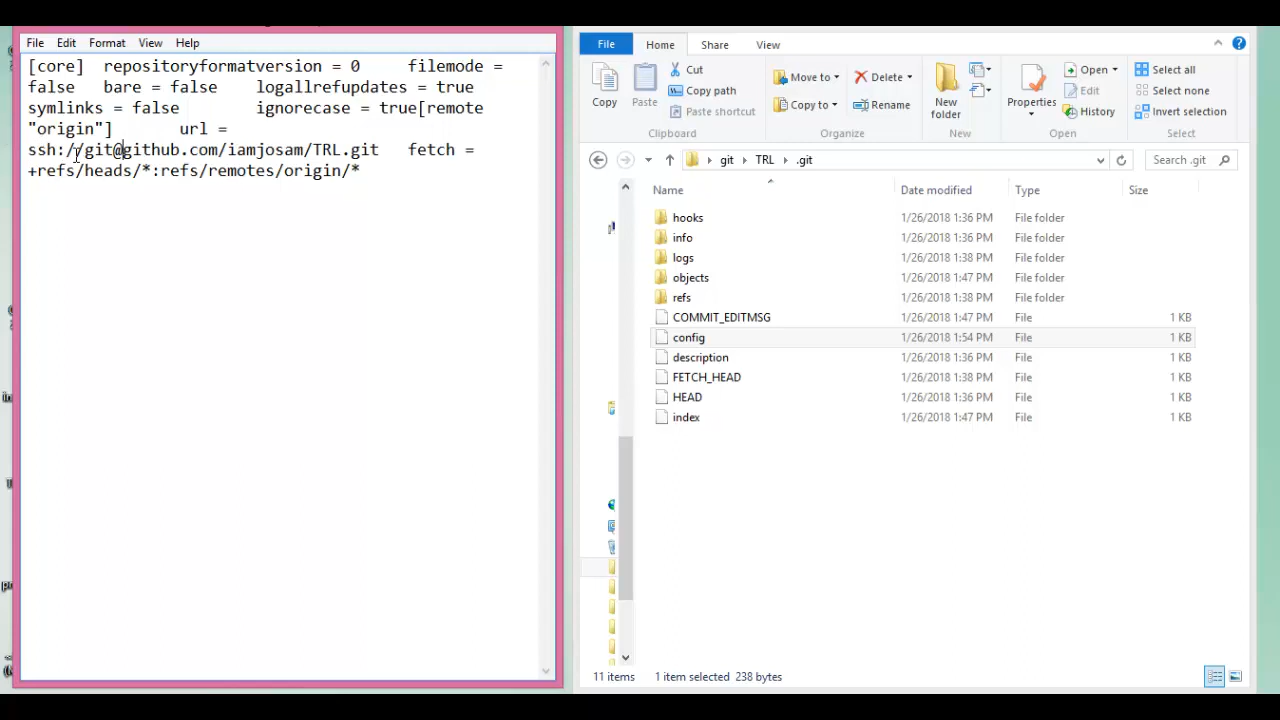 File Edit Format View Help
[core] repositoryformatversion = 0 filemode =
false bare = false logallrefupdates = true
symlinks = false ignorecase = true[remote
"origin"] url =
ssh://git@github.com/iamjosam/TRL.git fetch =
+refs/heads/*:refs/remotes/origin/*
File Home Share View
Copy
Paste
Cut
Copy path
Paste shortcut
Clipboard
Move to
Copy to
Delete
Rename
Organize
New
folder
New
Properties
Open
Edit
History
Open
Select all
Select none
Invert selection
Select
git TRL .git
Search .git
Name Date modified Type Size
hooks 1/26/2018 1:36 PM File folder
info 1/26/2018 1:36 PM File folder
logs 1/26/2018 1:38 PM File folder
objects 1/26/2018 1:47 PM File folder
refs 1/26/2018 1:38 PM File folder
COMMIT_EDITMSG 1/26/2018 1:47 PM File 1 KB
config 1/26/2018 1:54 PM File 1 KB
description 1/26/2018 1:36 PM File 1 KB
FETCH_HEAD 1/26/2018 1:38 PM File 1 KB
HEAD 1/26/2018 1:36 PM File 1 KB
index 1/26/2018 1:47 PM File 1 KB
11 items 1 item selected 238 bytes